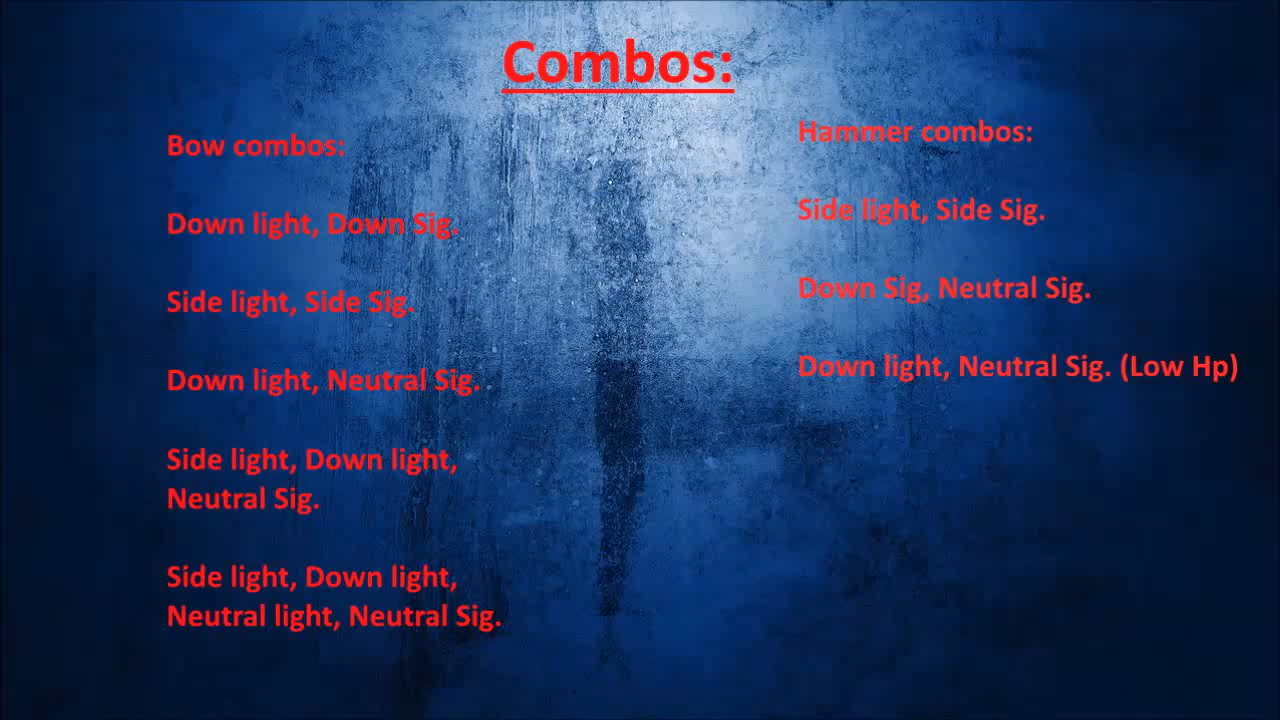 Combos:
Bow combos:
Down light, Down Sig.
Side light, Side Sig.
Down light, Neutral Sig.
Side light, Down light,
Neutral Sig.
Side light, Down light,
Neutral light, Neutral Sig.
Hammer combos:
Side light, Side Sig.
Down Sig, Neutral Sig.
Down light, Neutral Sig. (Low Hp)